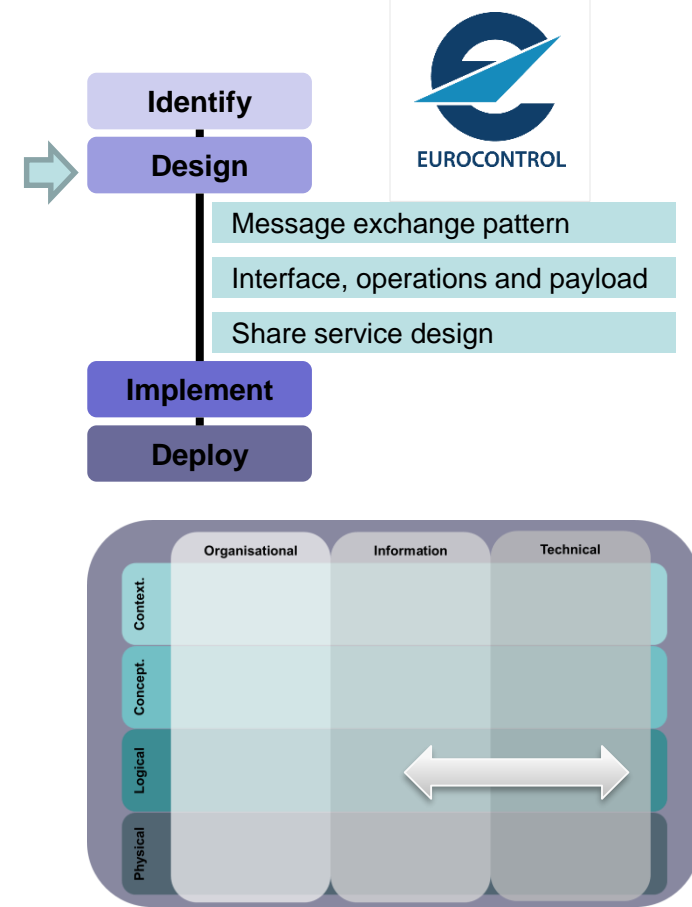 EUROCONTROL
Identify
Design
Message exchange pattern
Interface, operations and payload
Share service design
Implement
Deploy
Organisational
Information
Technical
Context.
Concept.
Logical
Physical